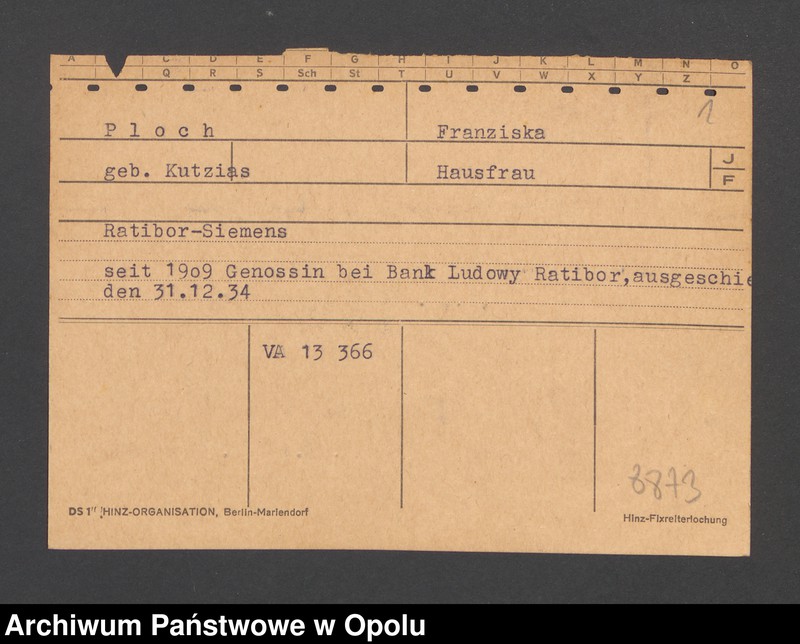 A C D E F G H I J K L M N O
Q R S Sch St T U V W X Y Z
1
Ploch Franziska
geb. Kutzias Hausfrau J
F
Ratibor-Siemens
seit 1909 Genossin bei Bank Ludowy Ratibor,ausgeschie
den 31.12.34
VA 13 366
8873
DS 1 HINZ-ORGANISATION, Berlin-Mariendorf
Hinz-Fixreiterlochung
Archiwum Państwowe w Opolu